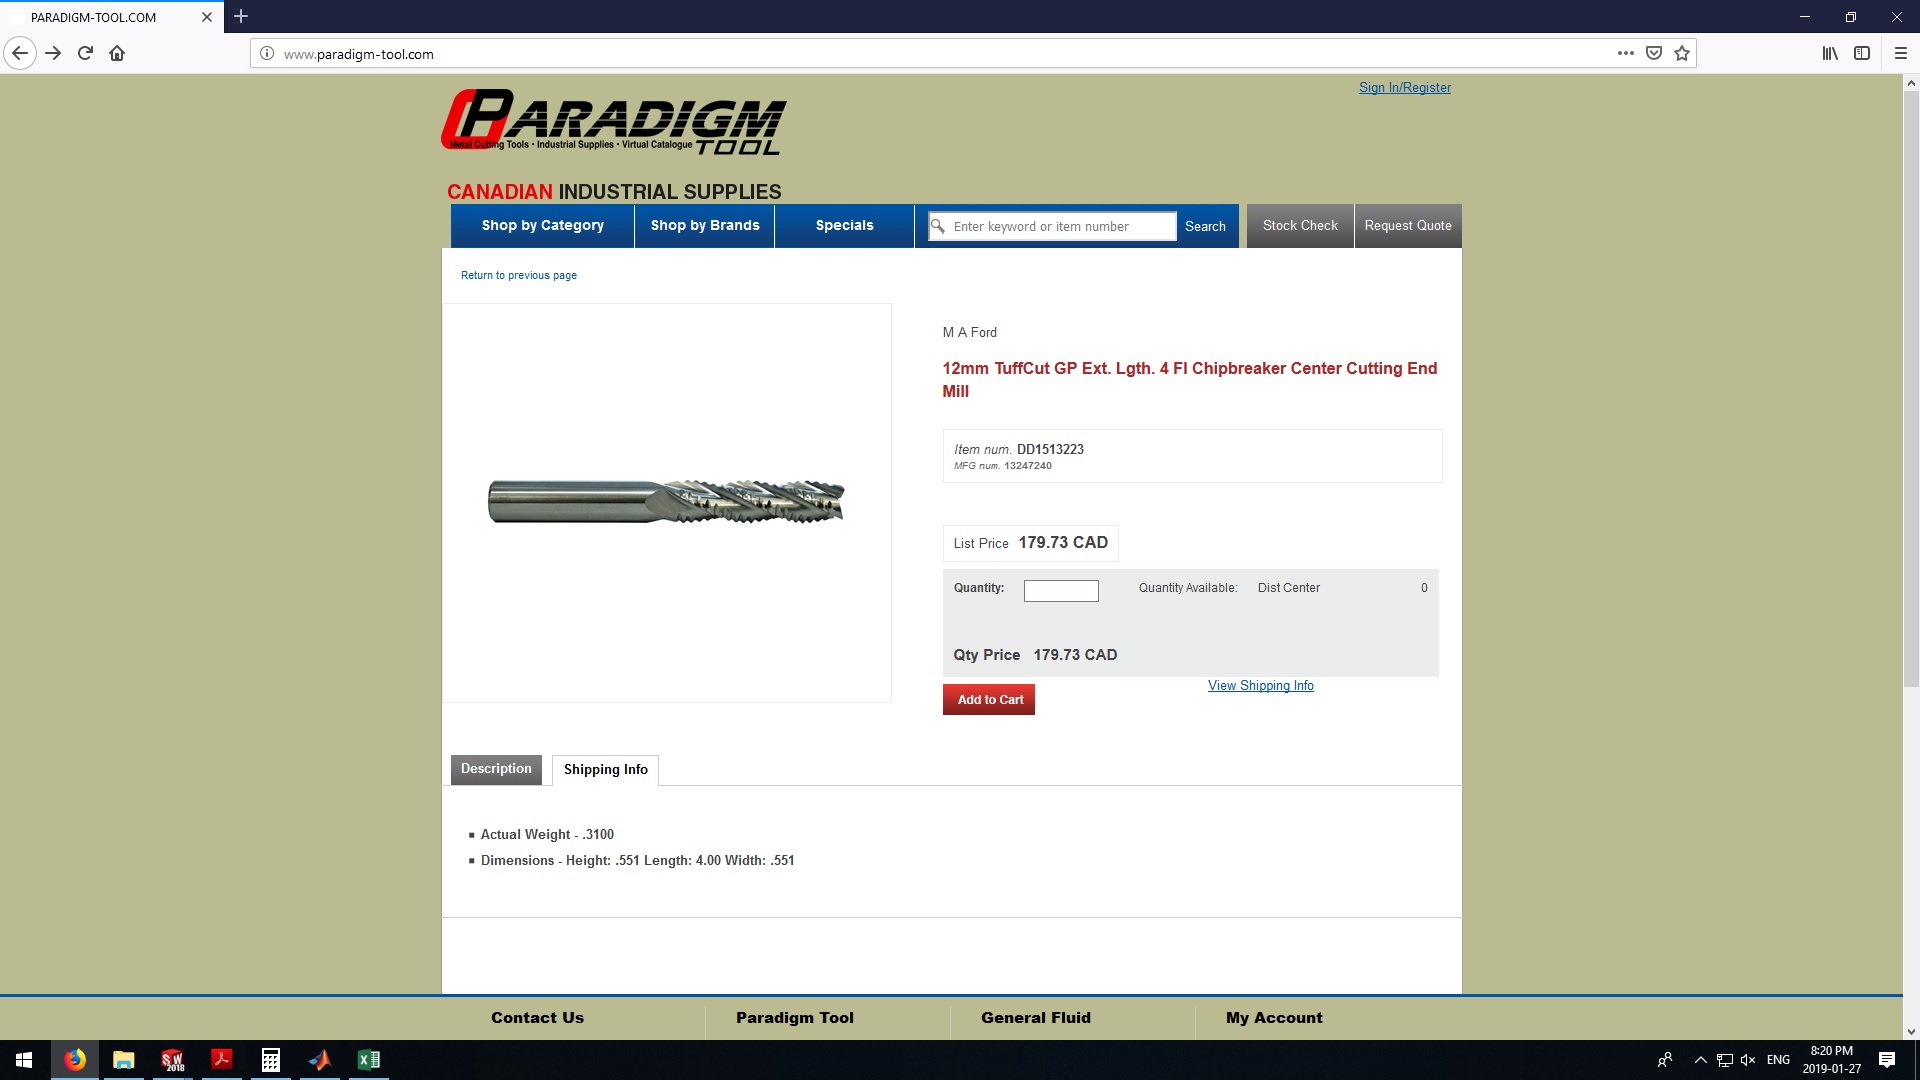 PARADIGM-TOOL.COM
www.paradigm-tool.com
Sign In/Register
PARADIGM
Metal Cutting Tools • Industrial Supplies • Virtual Catalogue TOOL
CANADIAN INDUSTRIAL SUPPLIES
Shop by Category Shop by Brands Specials Enter keyword or item number Search Stock Check Request Quote
Return to previous page
M A Ford
12mm TuffCut GP Ext. Lgth. 4 Fl Chipbreaker Center Cutting End
Mill
Item num. DD1513223
MFG num. 13247240
List Price 179.73 CAD
Quantity: Quantity Available: Dist Center 0
Qty Price 179.73 CAD
View Shipping Info
Add to Cart
Description Shipping Info
Actual Weight - .3100
Dimensions - Height: .551 Length: 4.00 Width: .551
Contact Us Paradigm Tool General Fluid My Account
SW 2018
ENG
8:20 PM
2019-01-27